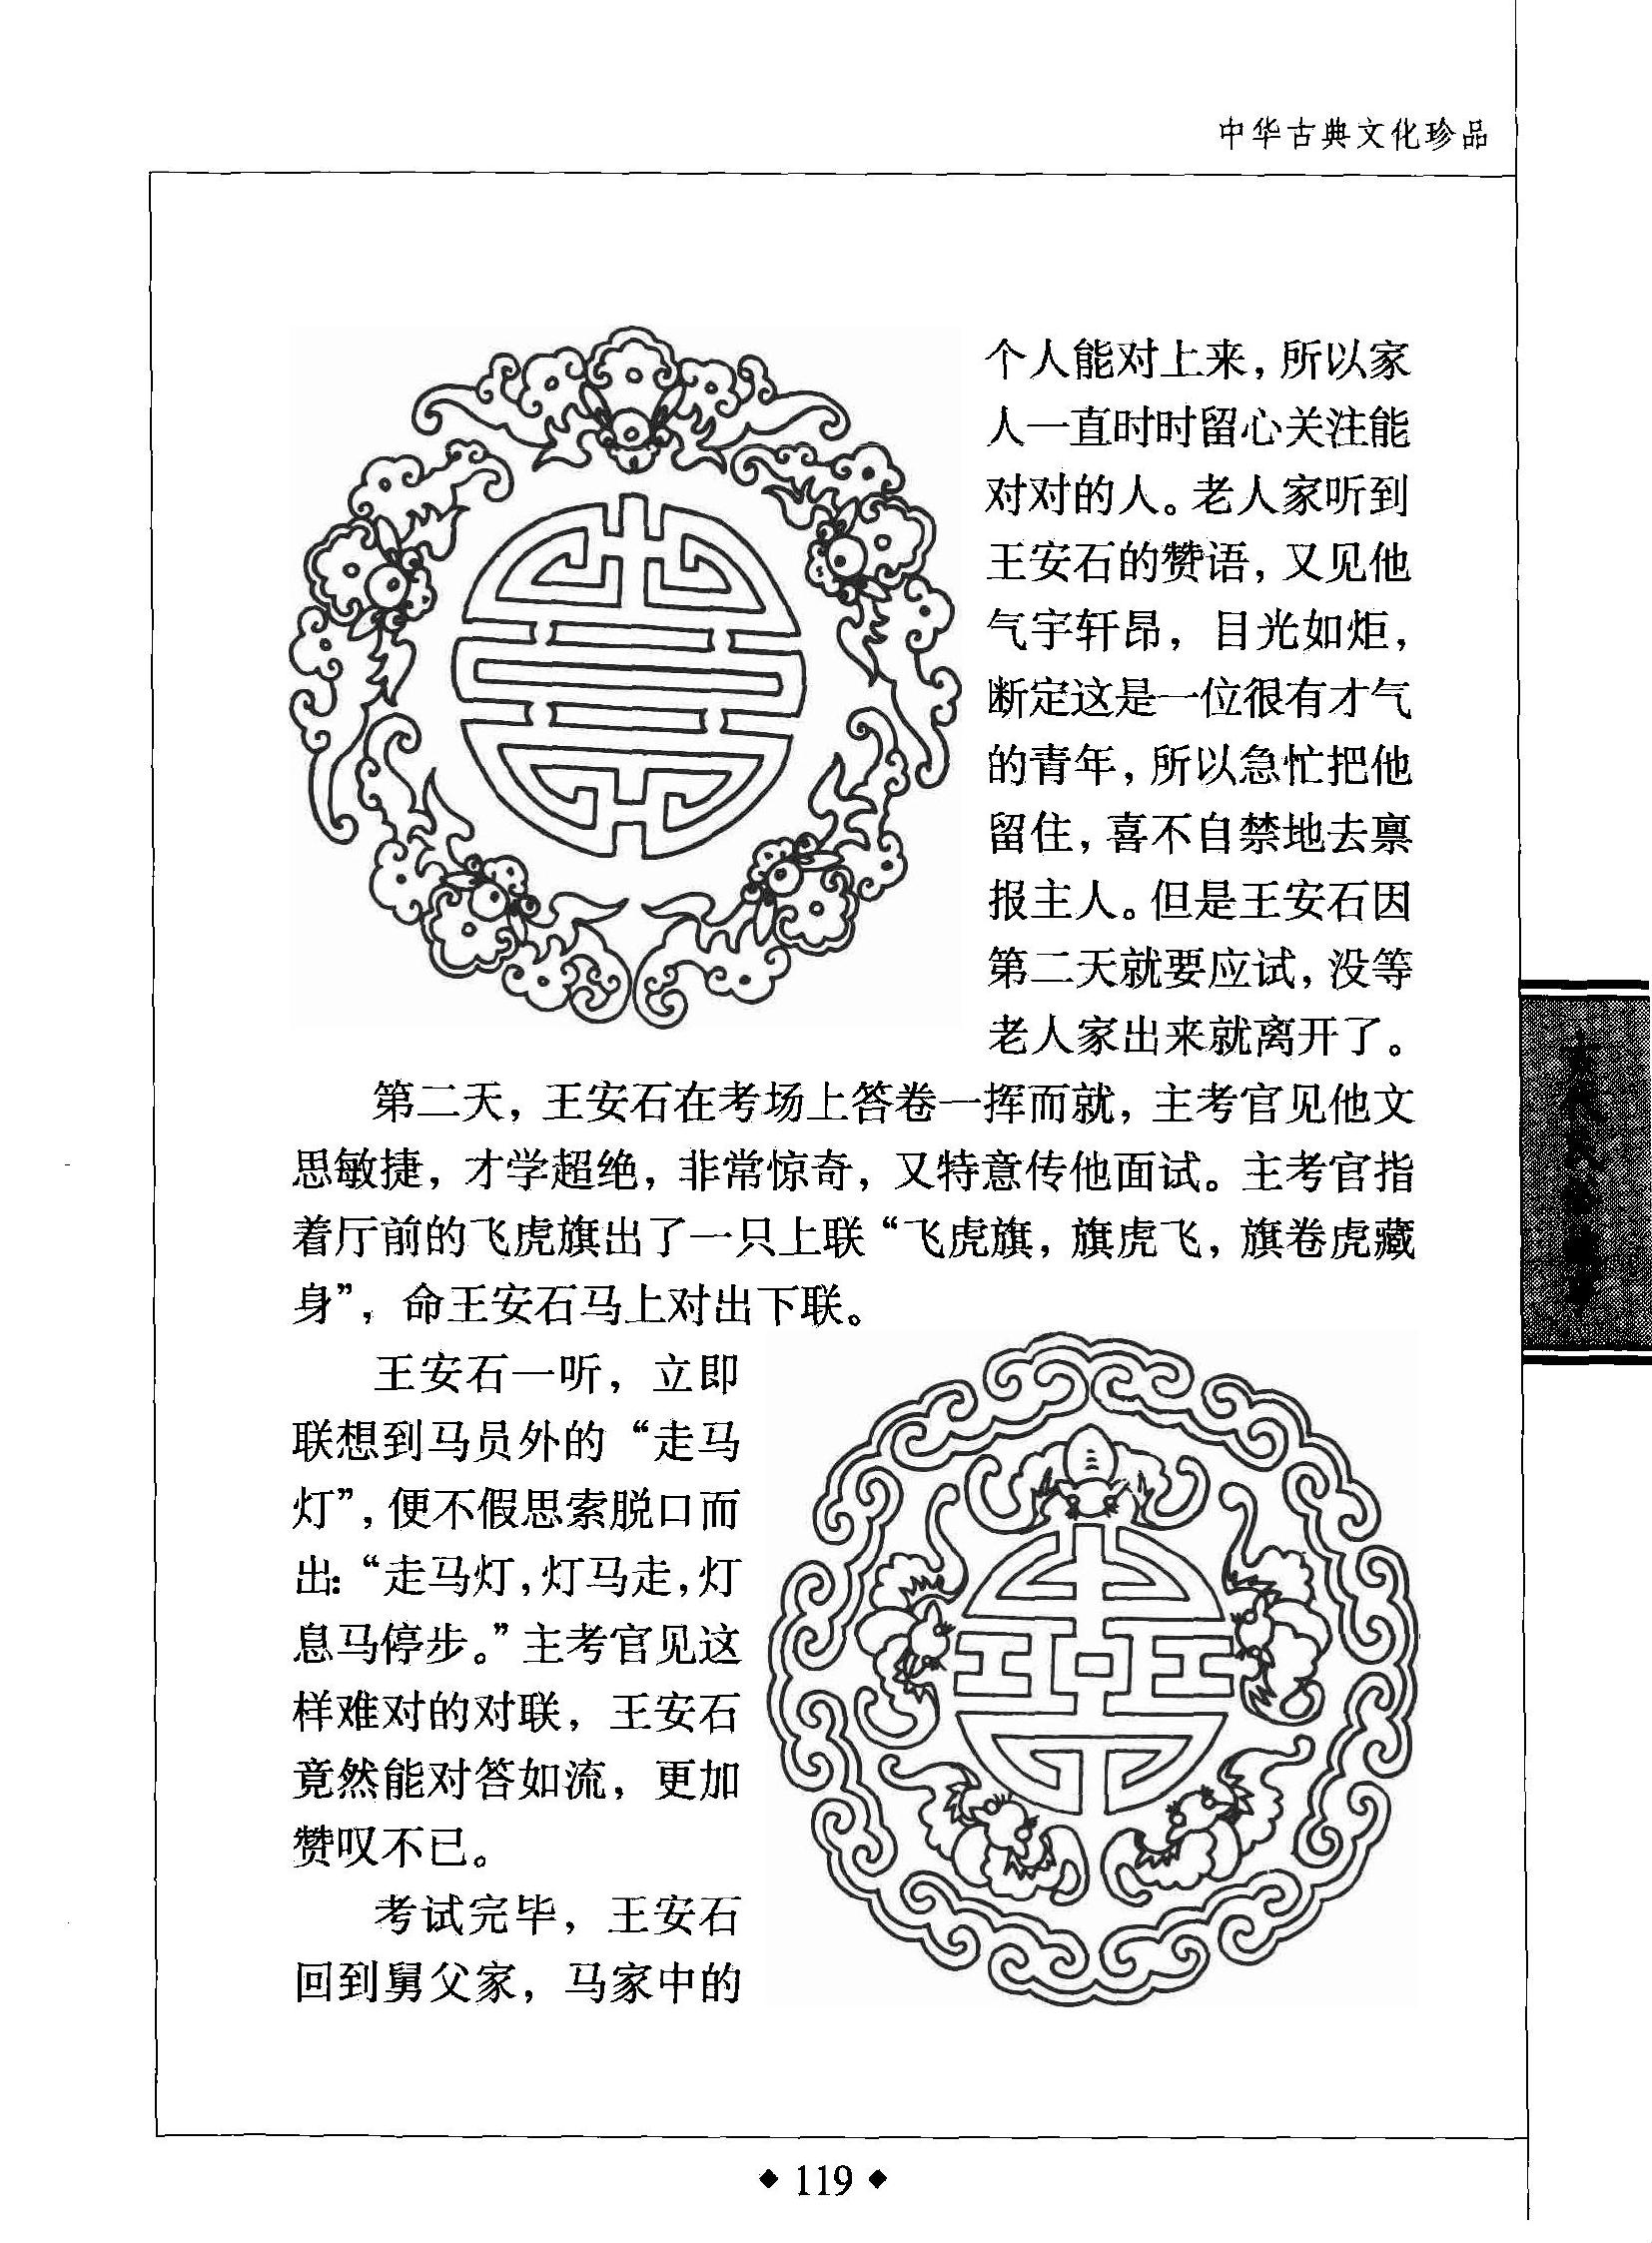 中华古典文化珍品
个人能对上来，所以家
人一直时时留心关注能
对对的人。老人家听到
王安石的赞语，又见他
气宇轩昂，目光如炬，
断定这是一位很有才气
的青年，所以急忙把他
留住，喜不自禁地去禀
报主人。但是王安石因
第二天就要应试，没等
老人家出来就离开了。
第二天，王安石在考场上答卷一挥而就，主考官见他文
思敏捷，才学超绝，非常惊奇，又特意传他面试。主考官指
着厅前的飞虎旗出了一只上联“飞虎旗，旗虎飞，旗卷虎藏
身”，命王安石马上对出下联。
王安石一听，立即
联想到马员外的“走马
灯”，便不假思索脱口而
出：“走马灯，灯马走，灯
息马停步。”主考官见这
样难对的对联，王安石
竟然能对答如流，更加
赞叹不已。
考试完毕，王安石
回到舅父家，马家中的
◆ 119 ◆